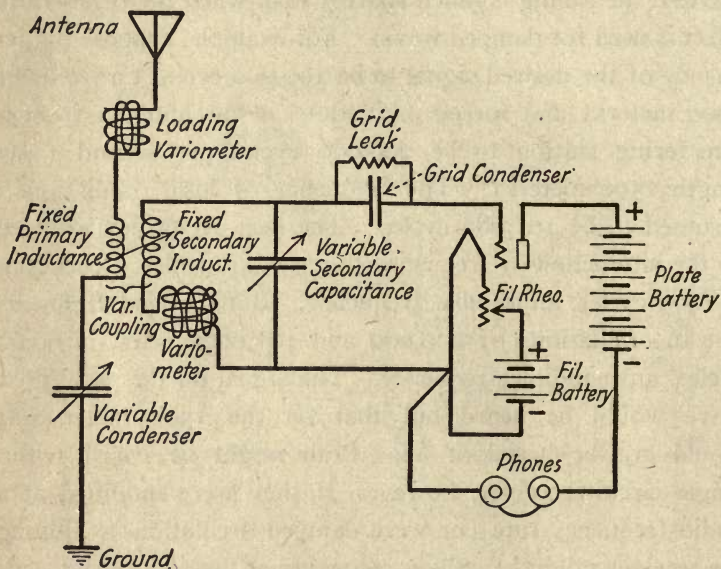 Antenna
Loading
Variometer
Grid
Leak
Grid Condenser
Fixed
Primary
Inductance
Fixed
Secondary
Induct.
Variable
Secondary
Capacitance
Fil Rheo.
+
Plate
Battery
-
Var.
Coupling
Vario-
meter
+
Fil.
Battery
-
Variable
Condenser
Phones
Ground